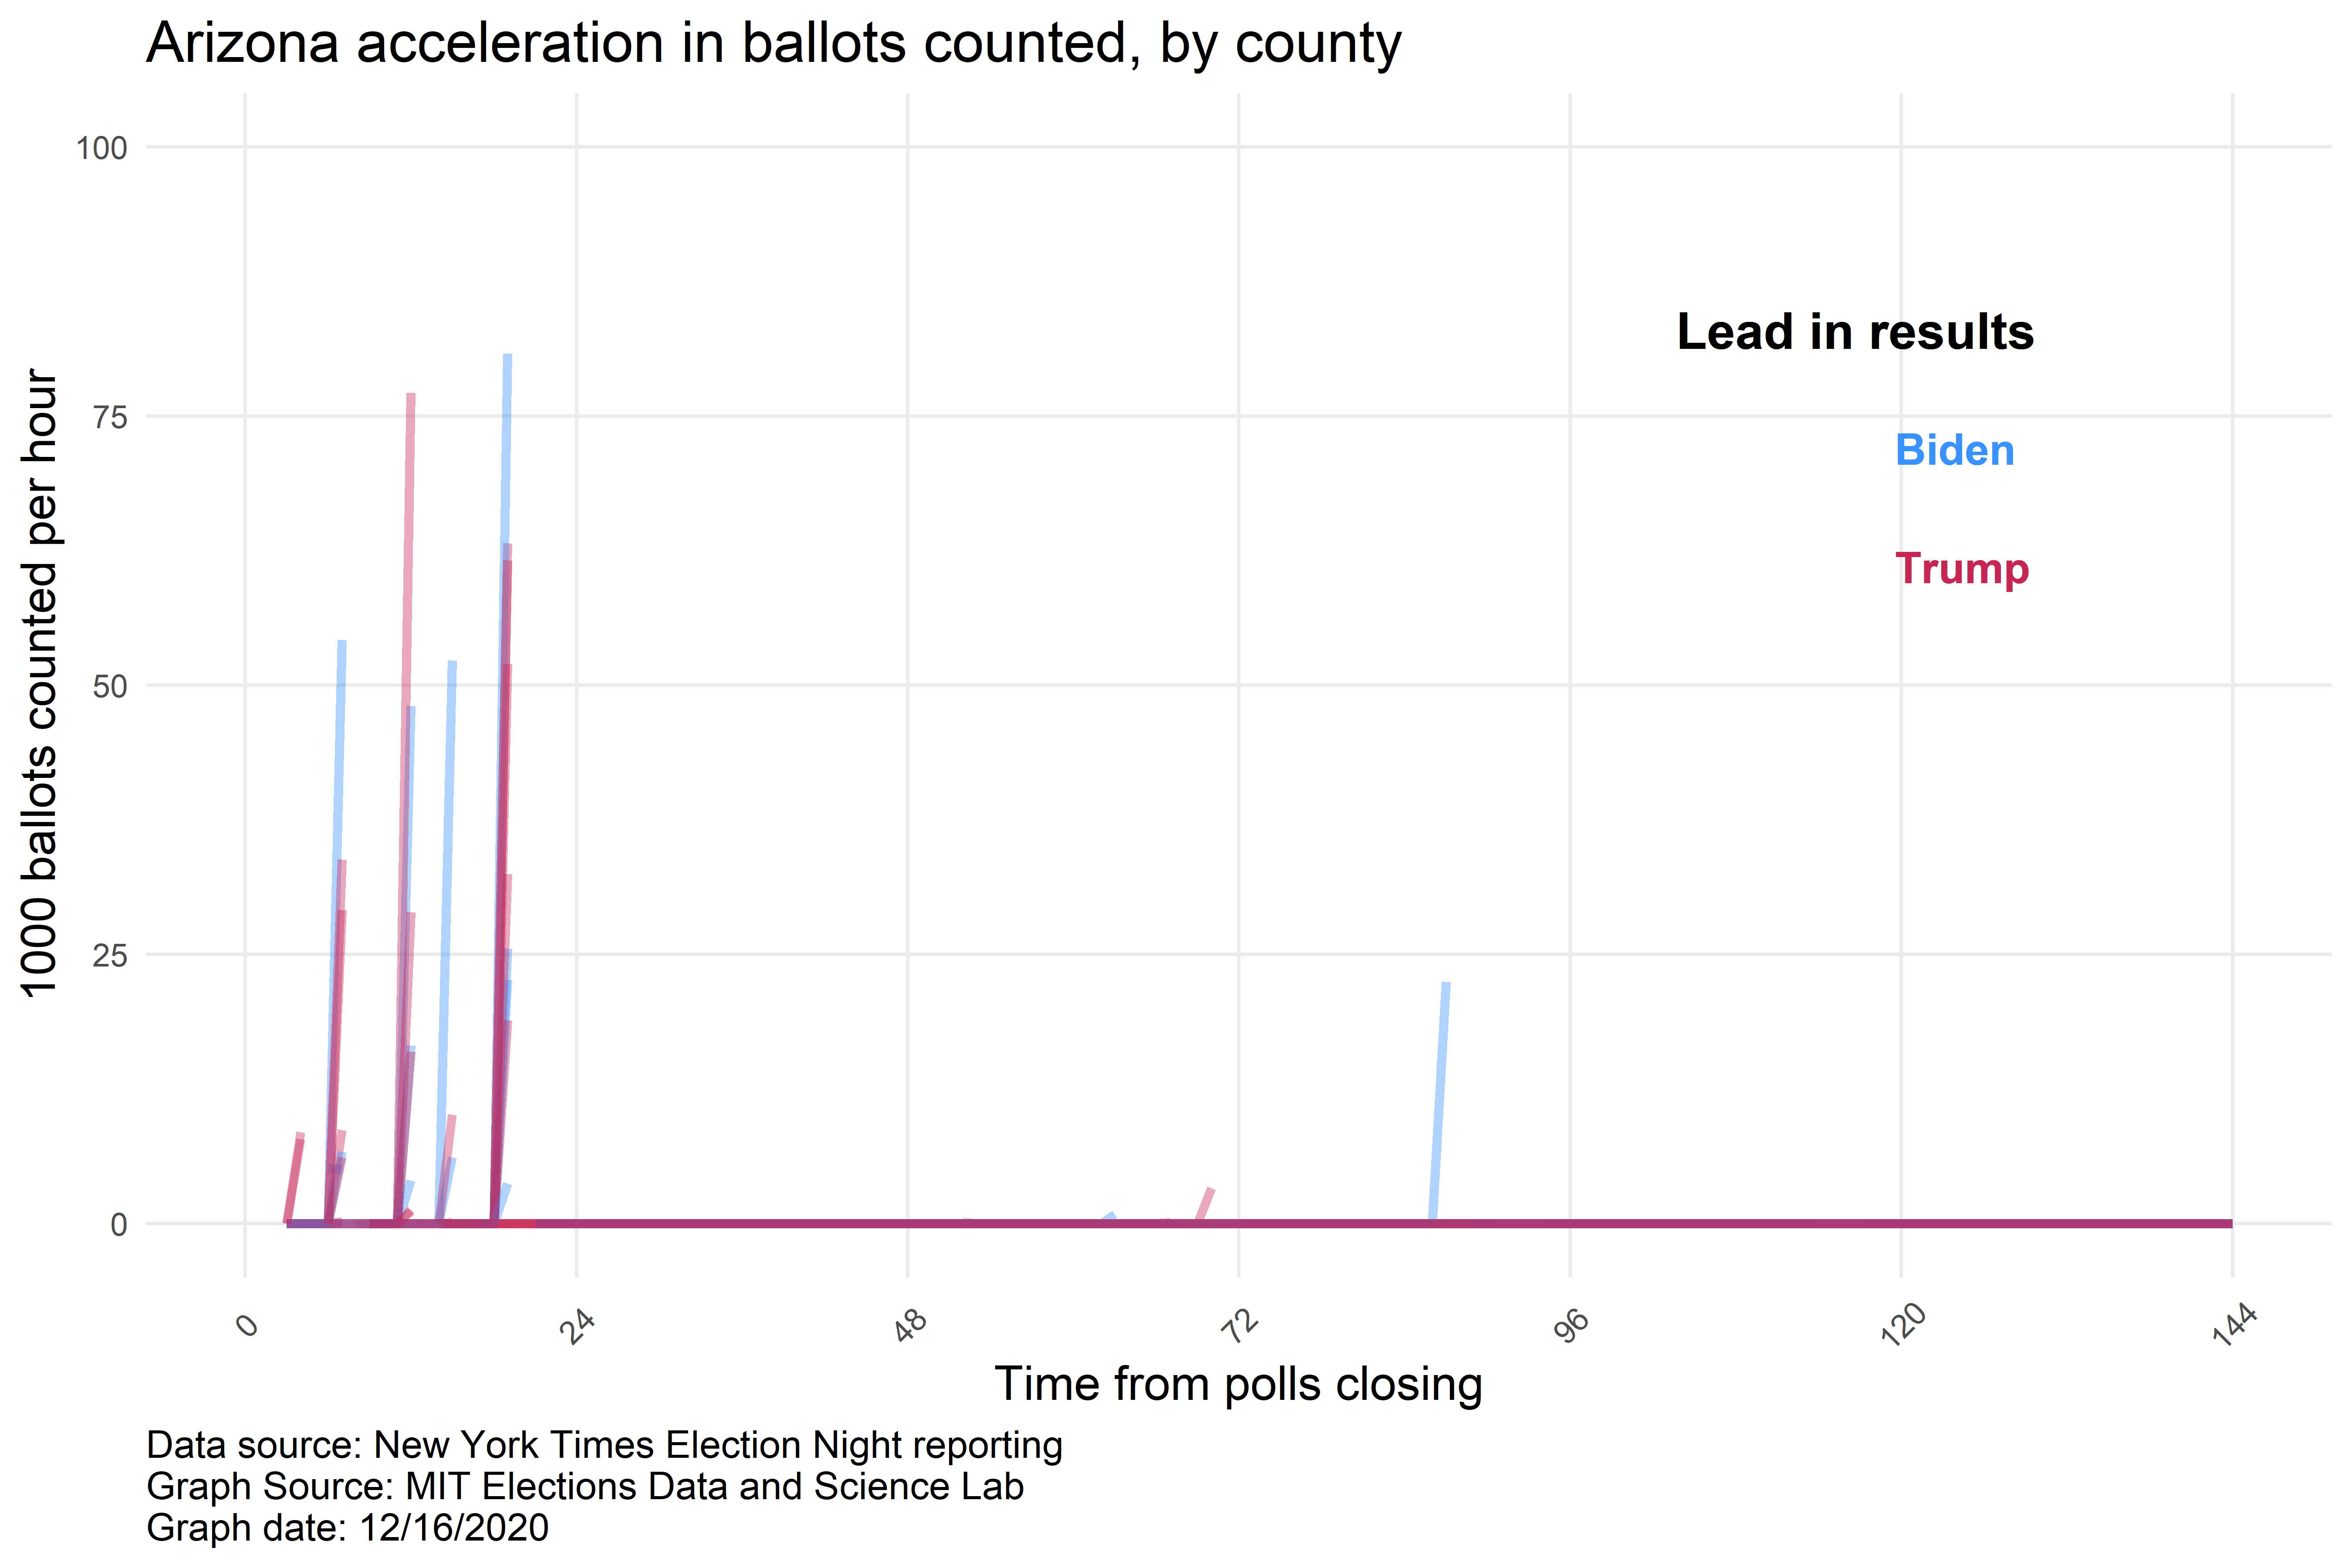 Arizona acceleration in ballots counted, by county
1000 ballots counted per hour
100
75
50
25
0
Lead in results
Biden
Trump
0
24
48
72
96
120
144
Time from polls closing
Data source: New York Times Election Night reporting
Graph Source: MIT Elections Data and Science Lab
Graph date: 12/16/2020